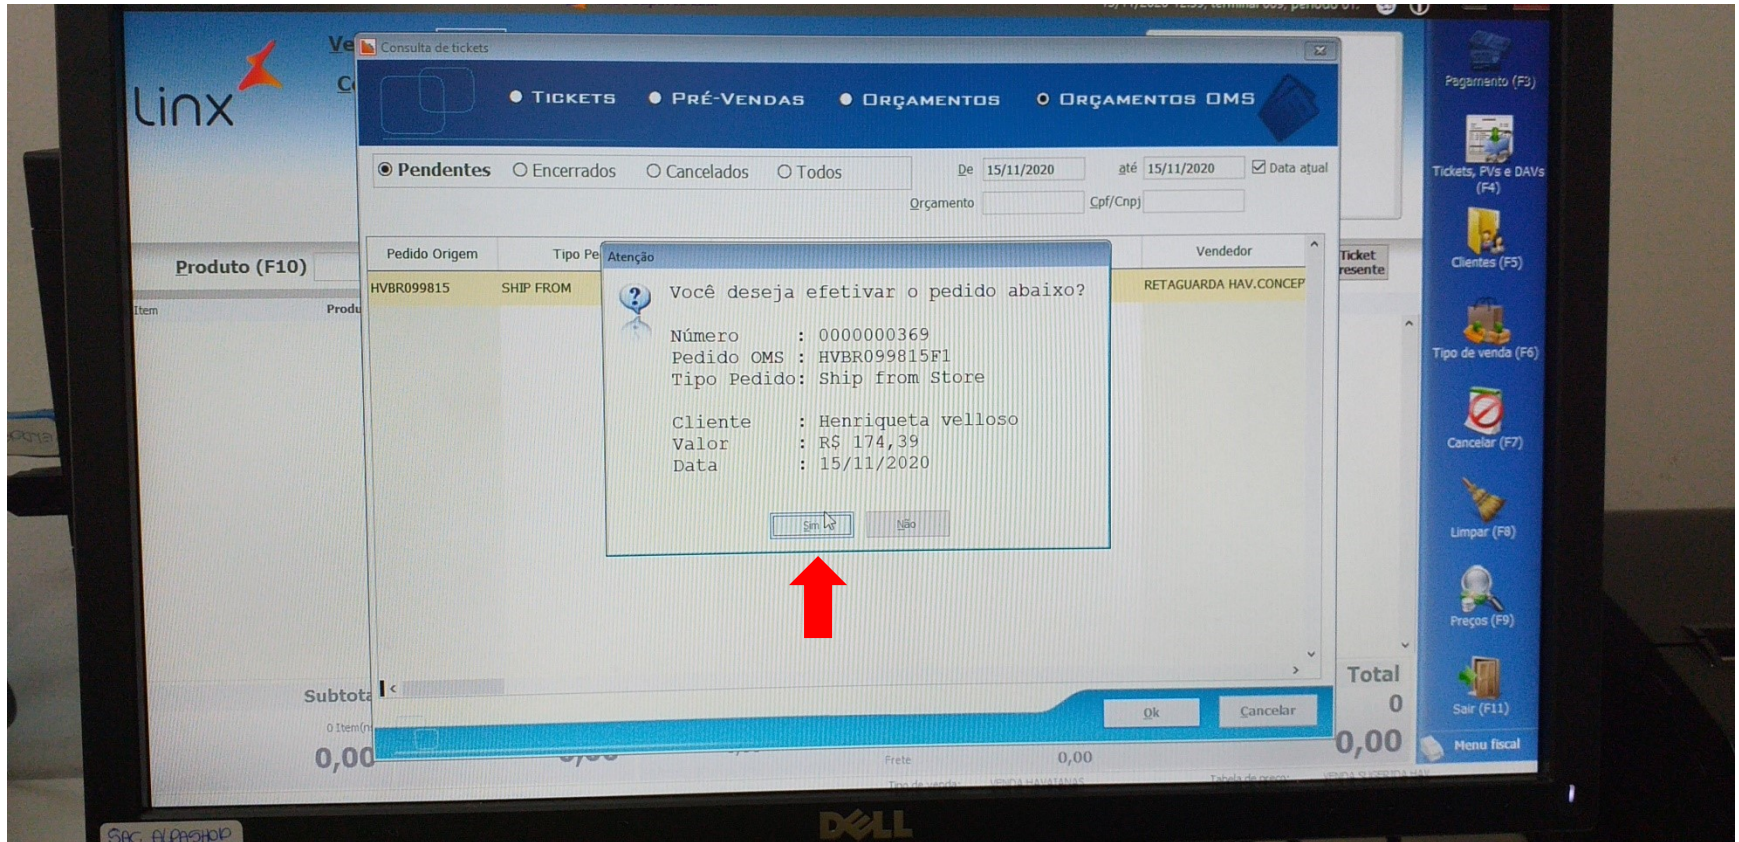 Consulta de tickets
Linx
TICKETS
PRÉ-VENDAS
ORÇAMENTOS
ORÇAMENTOS OMS
Pendentes
Encerrados
Cancelados
Todos
De 15/11/2020 até 15/11/2020 Data atual
Orçamento
Cpf/Cnpj
Produto (F10)
Item
Pedido Origem
Vendedor
HVBR099815 SHIP FROM
RETAGUARDA HAV.CONCEP
Ticket
Atenção
Você deseja efetivar o pedido abaixo?
Número : 0000000369
Pedido OMS : HVBR099815F1
Tipo Pedido: Ship from Store
Cliente : Henriqueta velloso
Valor : R$ 174,39
Data : 15/11/2020
Sim
Não
Ok
Cancelar
0,00
Frete 0,00
Total
0
0,00
Pagamento (F3)
Tickets, PVs e DAVs
(F4)
Clientes (F5)
Tipo de venda (F6)
Cancelar (F7)
Limpar (F8)
Preços (F9)
Sair (F11)
Menu fiscal
DELL
SAC ALPASHOP